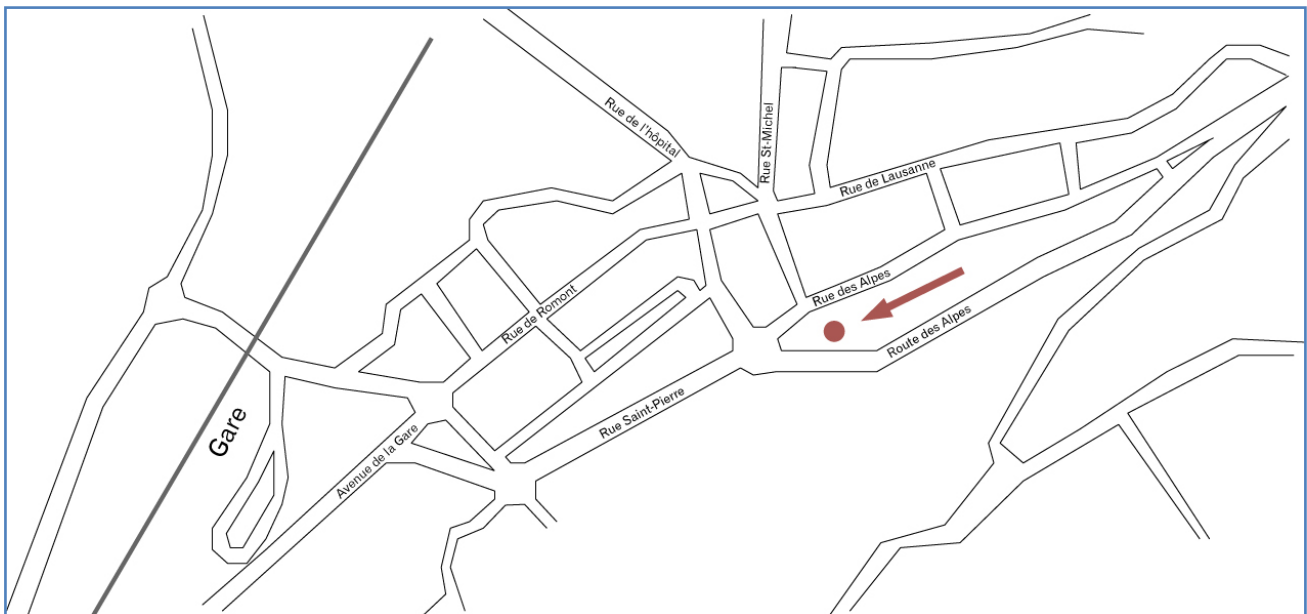 Rue de l'hôpital
Rue St-Michel
Rue de Lausanne
Rue des Alpes
Rue de Romont
Route des Alpes
Gare
Rue Saint-Pierre
Avenue de la Gare